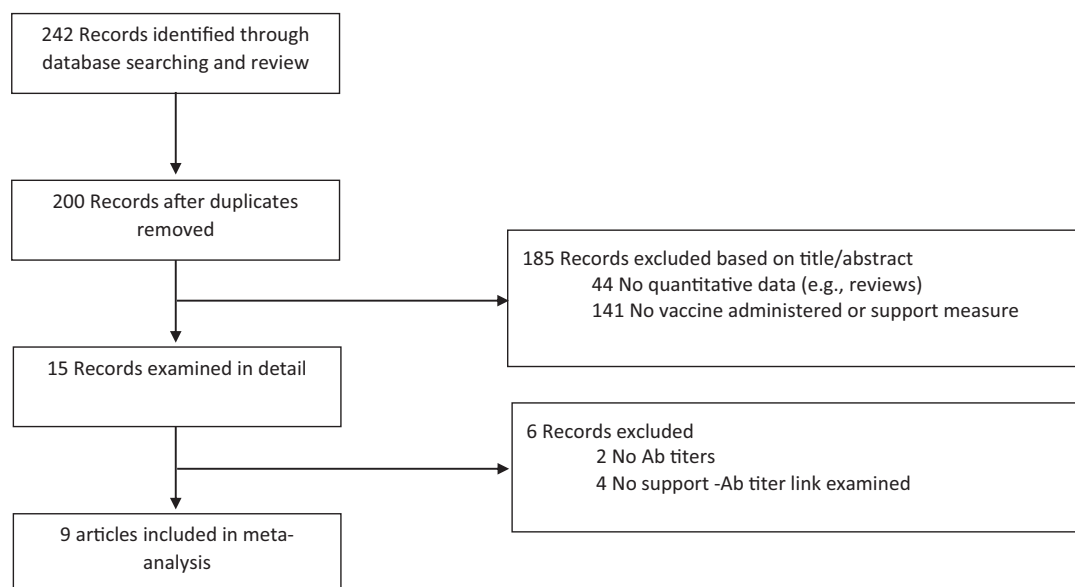 242 Records identified through
database searching and review
200 Records after duplicates
removed
185 Records excluded based on title/abstract
44 No quantitative data (e.g., reviews)
141 No vaccine administered or support measure
15 Records examined in detail
6 Records excluded
2 No Ab titers
4 No support -Ab titer link examined
9 articles included in meta-
analysis